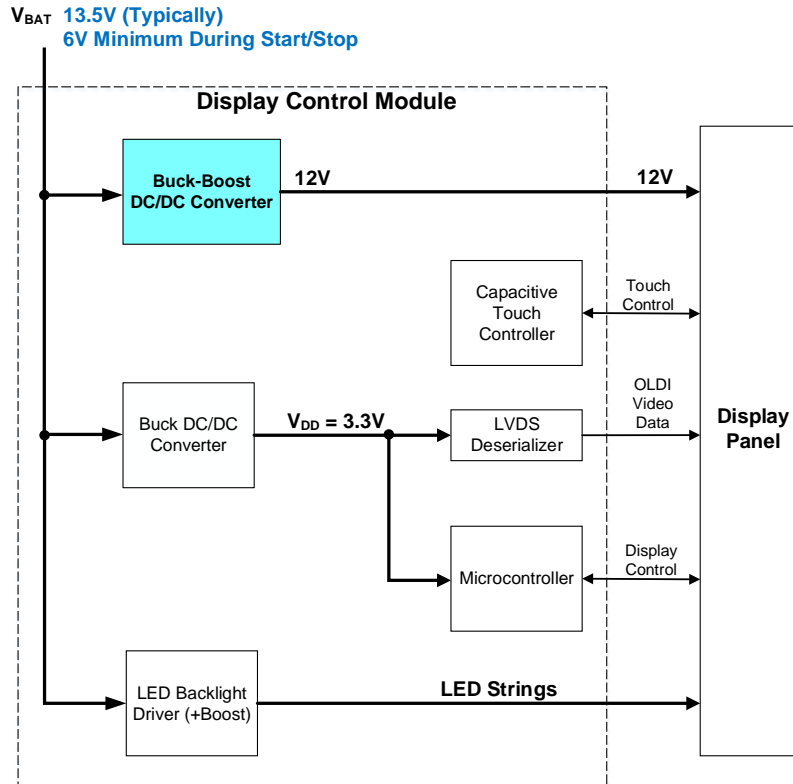 VBAT 13.5V (Typically)
6V Minimum During Start/Stop
Display Control Module
Buck-Boost
DC/DC Converter
12V
12V
Capacitive
Touch
Controller
Touch
Control
Buck DC/DC
Converter
VDD = 3.3V
LVDS
Deserializer
OLDI
Video
Data
Display
Panel
Microcontroller
Display
Control
LED Backlight
Driver (+Boost)
LED Strings